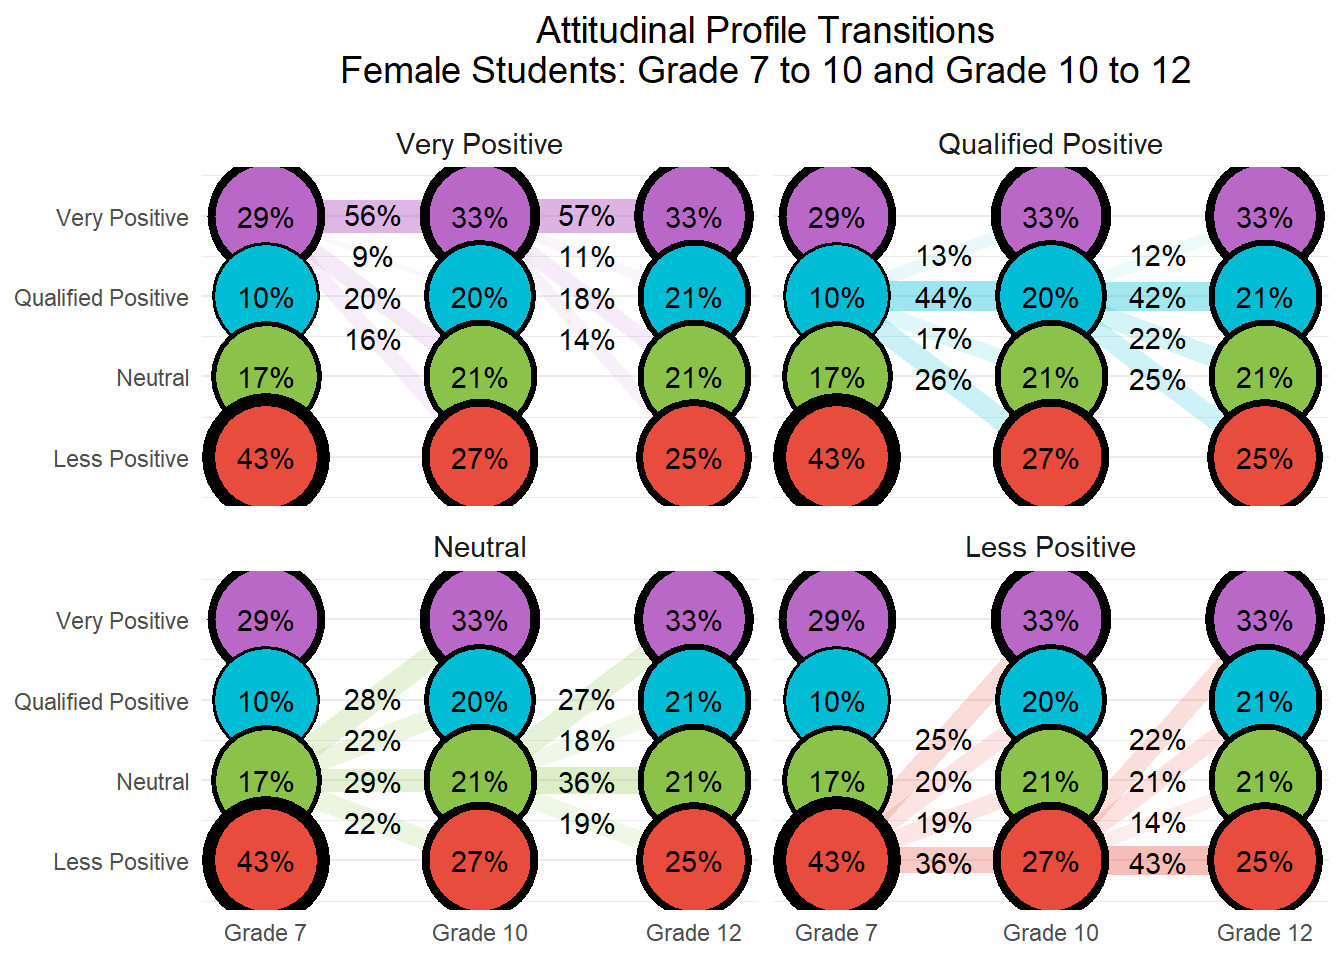 Attitudinal Profile Transitions
Female Students: Grade 7 to 10 and Grade 10 to 12
Very Positive
Very Positive 29% 56% 33% 57% 33%
9% 11%
Qualified Positive 10% 20% 20% 18% 21%
16% 14%
Neutral 17% 21% 21%
Less Positive 43% 27% 25%
Qualified Positive
29% 33% 33%
13% 12%
10% 44% 20% 42% 21%
17% 22%
17% 26% 21% 25% 21%
43% 27% 25%
Neutral
Very Positive 29% 33% 33%
Qualified Positive 10% 28% 20% 27% 21%
22% 18%
Neutral 17% 29% 21% 36% 21%
22% 19%
Less Positive 43% 27% 25%
Grade 7 Grade 10 Grade 12
Less Positive
29% 33% 33%
10% 20% 21%
25% 22%
17% 20% 21% 21% 21%
19% 14%
43% 36% 27% 43% 25%
Grade 7 Grade 10 Grade 12